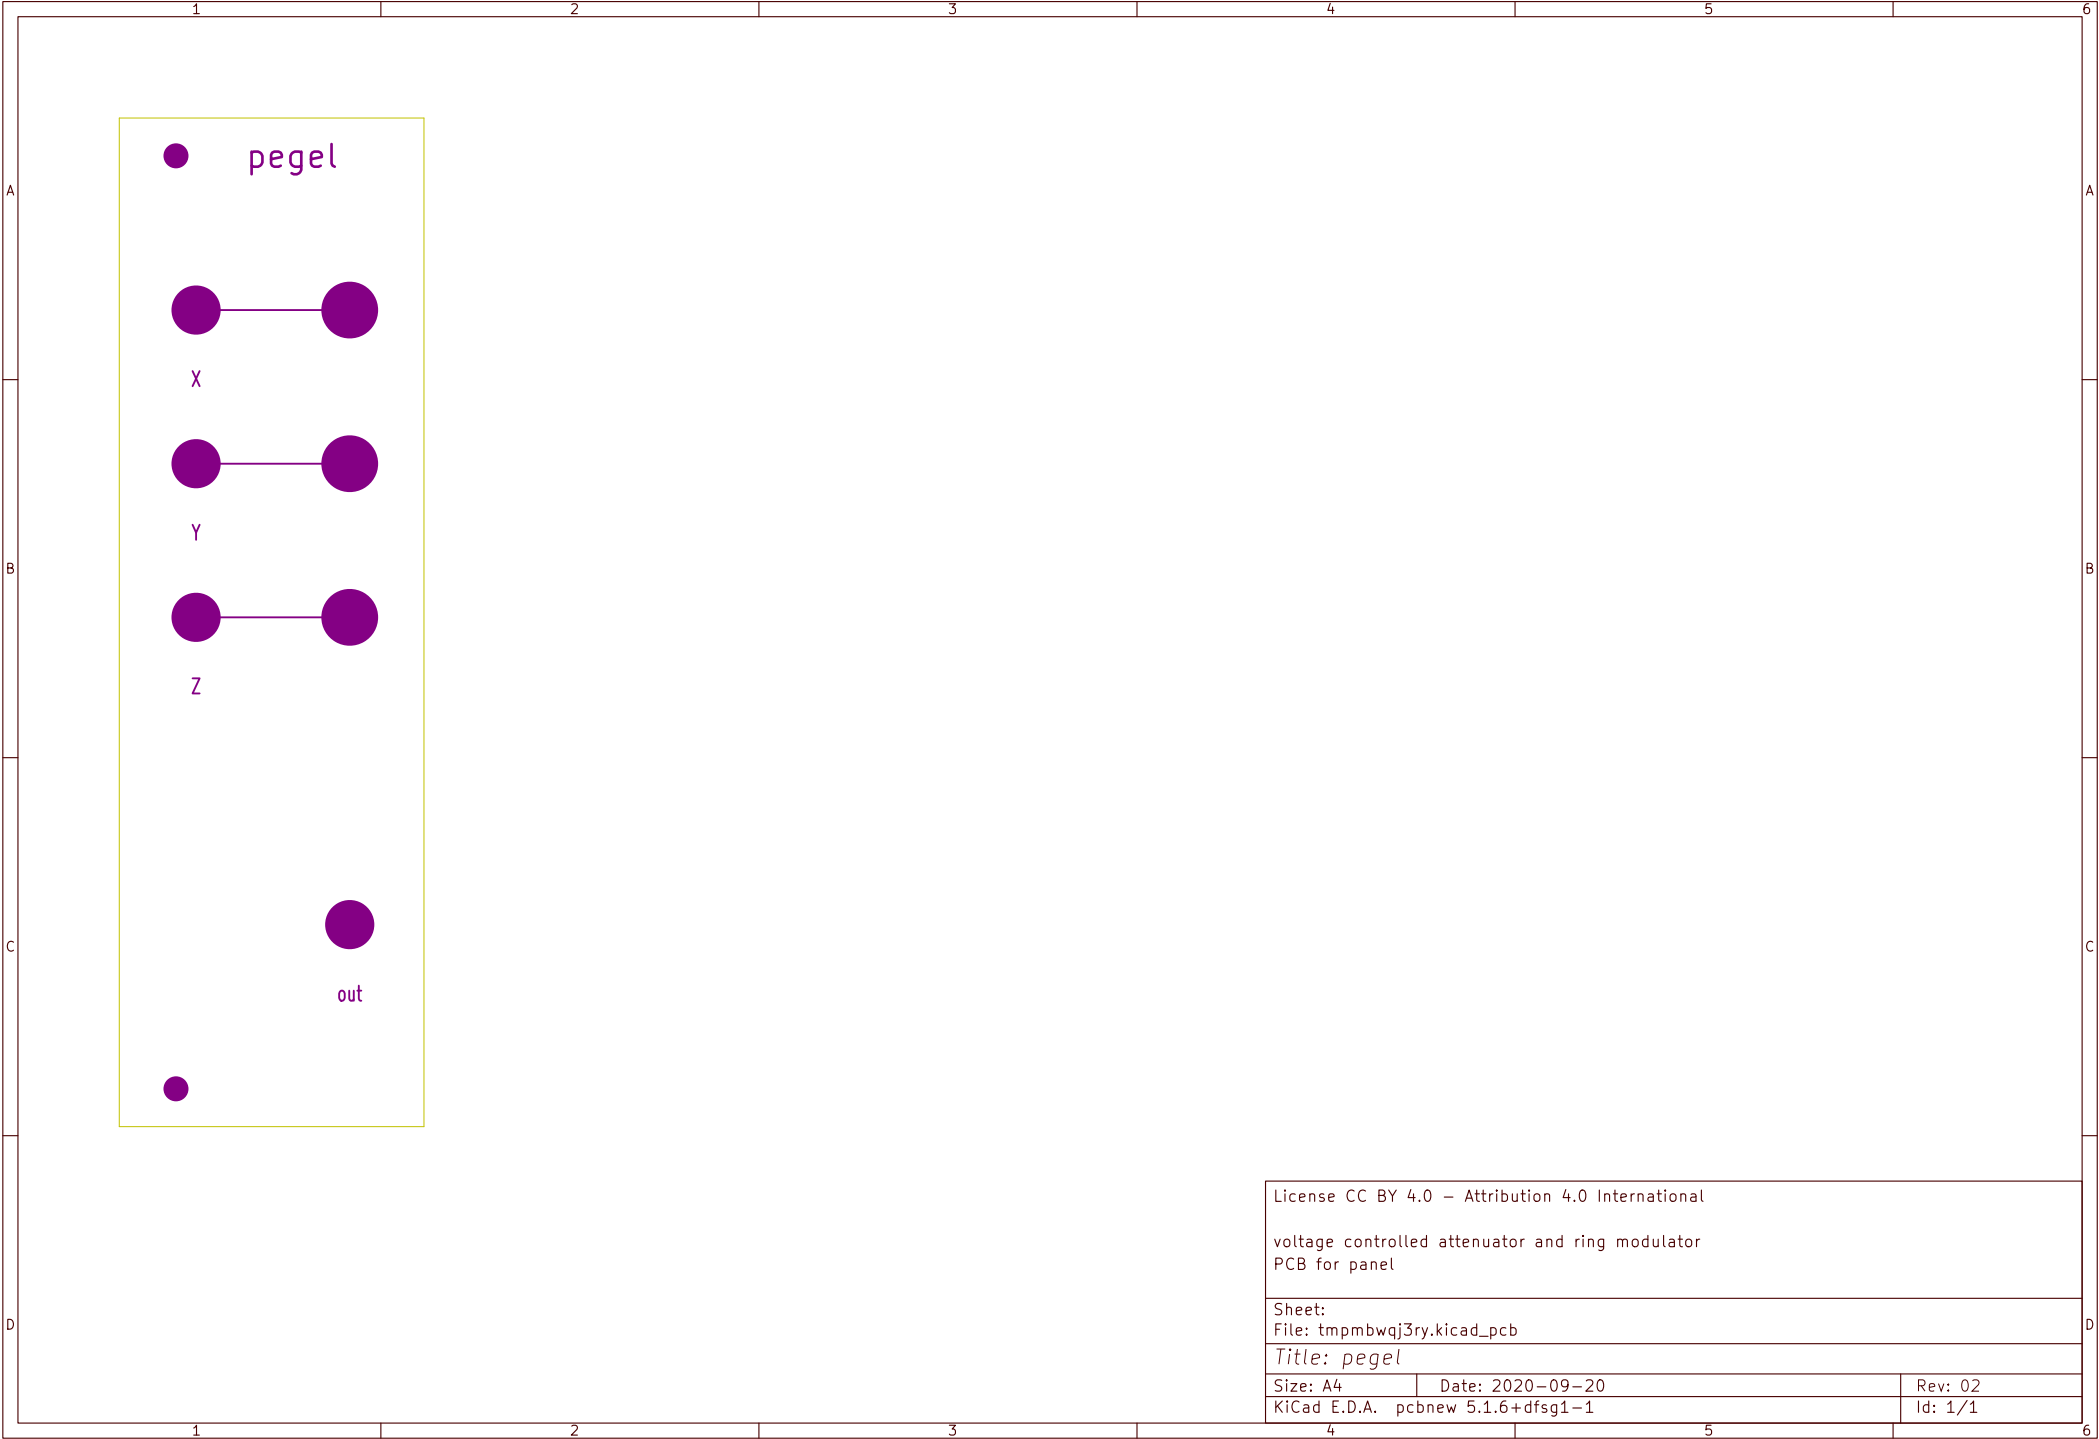 1 2 3 4 5 6
A A
pegel
X
B B
Y
Z
C C
out
D D
License CC BY 4.0 – Attribution 4.0 International
voltage controlled attenuator and ring modulator
PCB for panel
Sheet:
File: tmpmbwqj3ry.kicad_pcb
Title: pegel
Size: A4 Date: 2020-09-20 Rev: 02
KiCad E.D.A. pcbnew 5.1.6+dfsg1-1 Id: 1/1
1 2 3 4 5 6